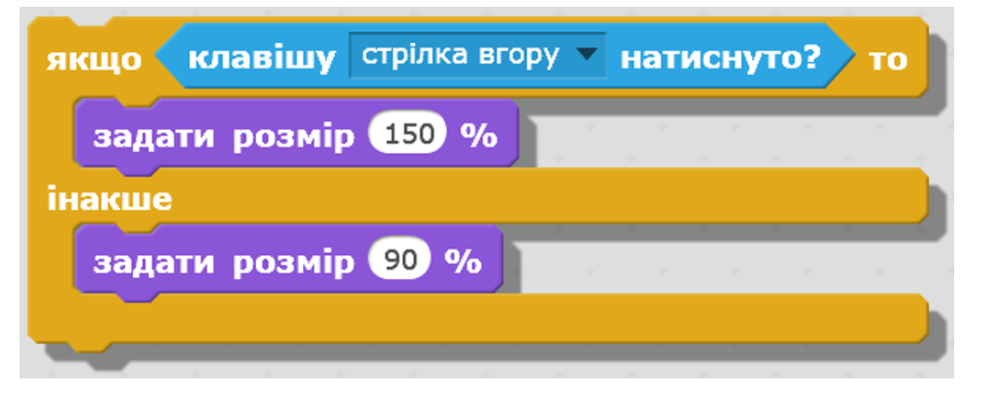 якщо клавішу стрілка вгору натиснуто? то
задати розмір 150 %
інакше
задати розмір 90 %